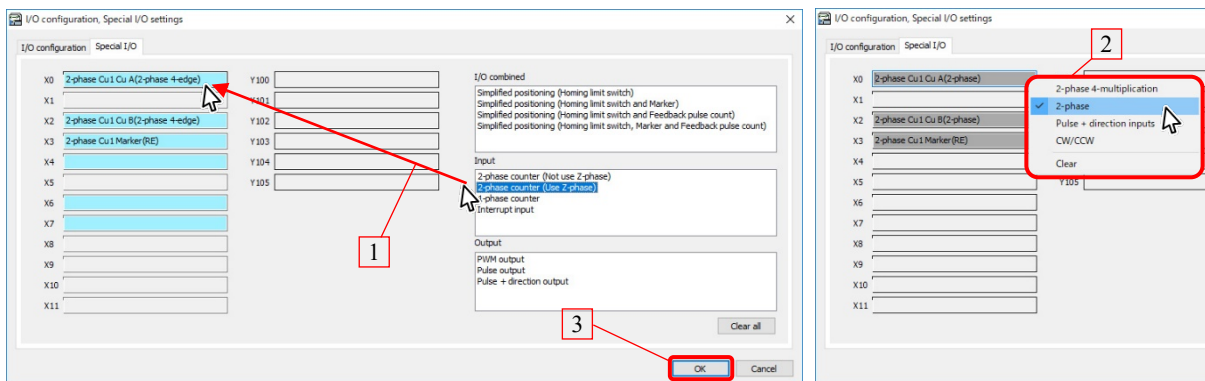 I/O configuration, Special I/O settings
I/O configuration Special I/O
X0 2-phase Cu1 Cu A(2-phase 4-edge)
X1
X2 2-phase Cu1 Cu B(2-phase 4-edge)
X3 2-phase Cu1 Marker(RE)
X4
X5
X6
X7
X8
X9
X10
X11
Y100
Y101
Y102
Y103
Y104
Y105
I/O combined
Simplified positioning (Homing limit switch)
Simplified positioning (Homing limit switch and Marker)
Simplified positioning (Homing limit switch and Feedback pulse count)
Simplified positioning (Homing limit switch, Marker and Feedback pulse count)
Input
2-phase counter (Not use Z-phase)
2-phase counter (Use Z-phase)
-phase counter
Interrupt input
Output
PWM output
Pulse output
Pulse + direction output
Clear all
OK Cancel
1
3
I/O configuration, Special I/O settings
I/O configuration Special I/O
2
X0 2-phase Cu1 Cu A(2-phase)
X1
X2 2-phase Cu1 Cu B(2-phase)
X3 2-phase Cu1 Marker(RE)
X4
X5
X6
X7
X8
X9
X10
X11
2-phase 4-multiplication
2-phase
Pulse + direction inputs
CW/CCW
Clear
Y105